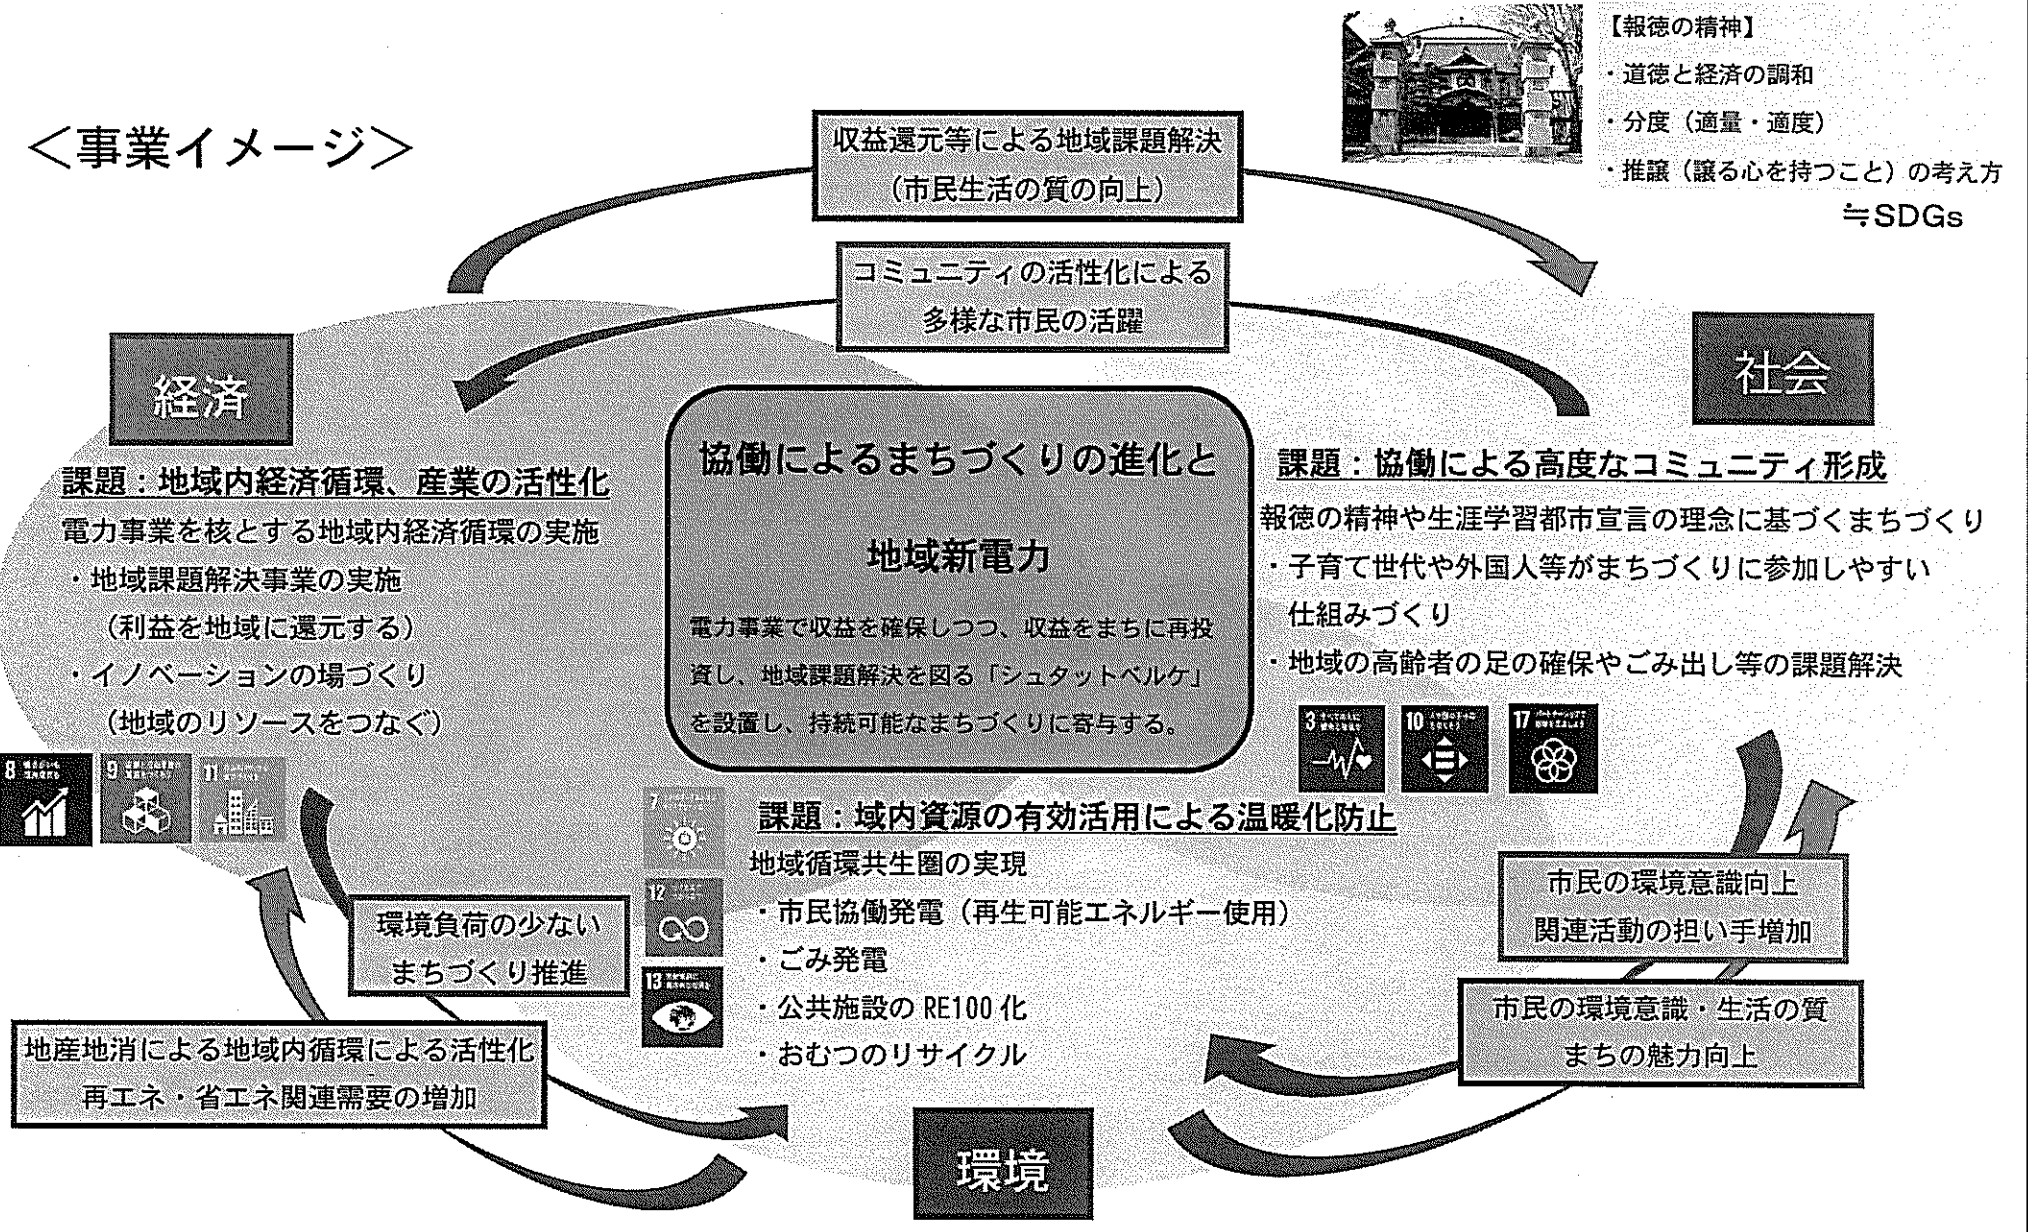 【報徳の精神】
・道徳と経済の調和
・分度（適量・適度）
・推譲（譲る心を持つこと）の考え方
≒SDGs
＜事業イメージ＞
収益還元等による地域課題解決
（市民生活の質の向上）
コミュニティの活性化による
多様な市民の活躍
経済
課題：地域内経済循環、産業の活性化
電力事業を核とする地域内経済循環の実施
・地域課題解決事業の実施
（利益を地域に還元する）
・イノベーションの場づくり
（地域のリソースをつなぐ）
8
9
11
協働によるまちづくりの進化と
地域新電力
電力事業で収益を確保しつつ、収益をまちに再投
資し、地域課題解決を図る「シュタットベルケ」
を設置し、持続可能なまちづくりに寄与する。
社会
課題：協働による高度なコミュニティ形成
報徳の精神や生涯学習都市宣言の理念に基づくまちづくり
・子育て世代や外国人等がまちづくりに参加しやすい
仕組みづくり
・地域の高齢者の足の確保やごみ出し等の課題解決
3
10
17
7
12
13
課題：域内資源の有効活用による温暖化防止
地域循環共生圏の実現
・市民協働発電（再生可能エネルギー使用）
・ごみ発電
・公共施設の RE100 化
・おむつのリサイクル
環境負荷の少ない
まちづくり推進
地産地消による地域内循環による活性化
再エネ・省エネ関連需要の増加
市民の環境意識向上
関連活動の担い手増加
市民の環境意識・生活の質
まちの魅力向上
環境